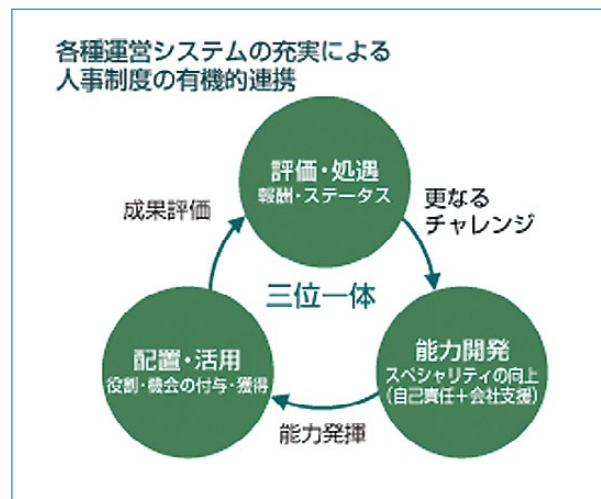 各種運営システムの充実による
人事制度の有機的連携
評価・処遇
報酬・ステータス
成果評価
更なる
チャレンジ
三位一体
配置・活用
役割・機会の付与・獲得
能力開発
スペシャリティの向上
(自己責任+会社支援)
能力発揮